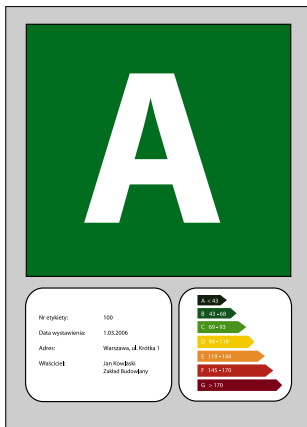 A
Nr etykiety: 100
Data wystawienia: 1.03.2006
Adres: Warszawa, ul. Krótka 1
Właściciel: Jan Kowlaski
Zakład Budowlany
A < 43
B 43-68
C 69-93
D 94-118
E 119-144
F 145-170
G > 170